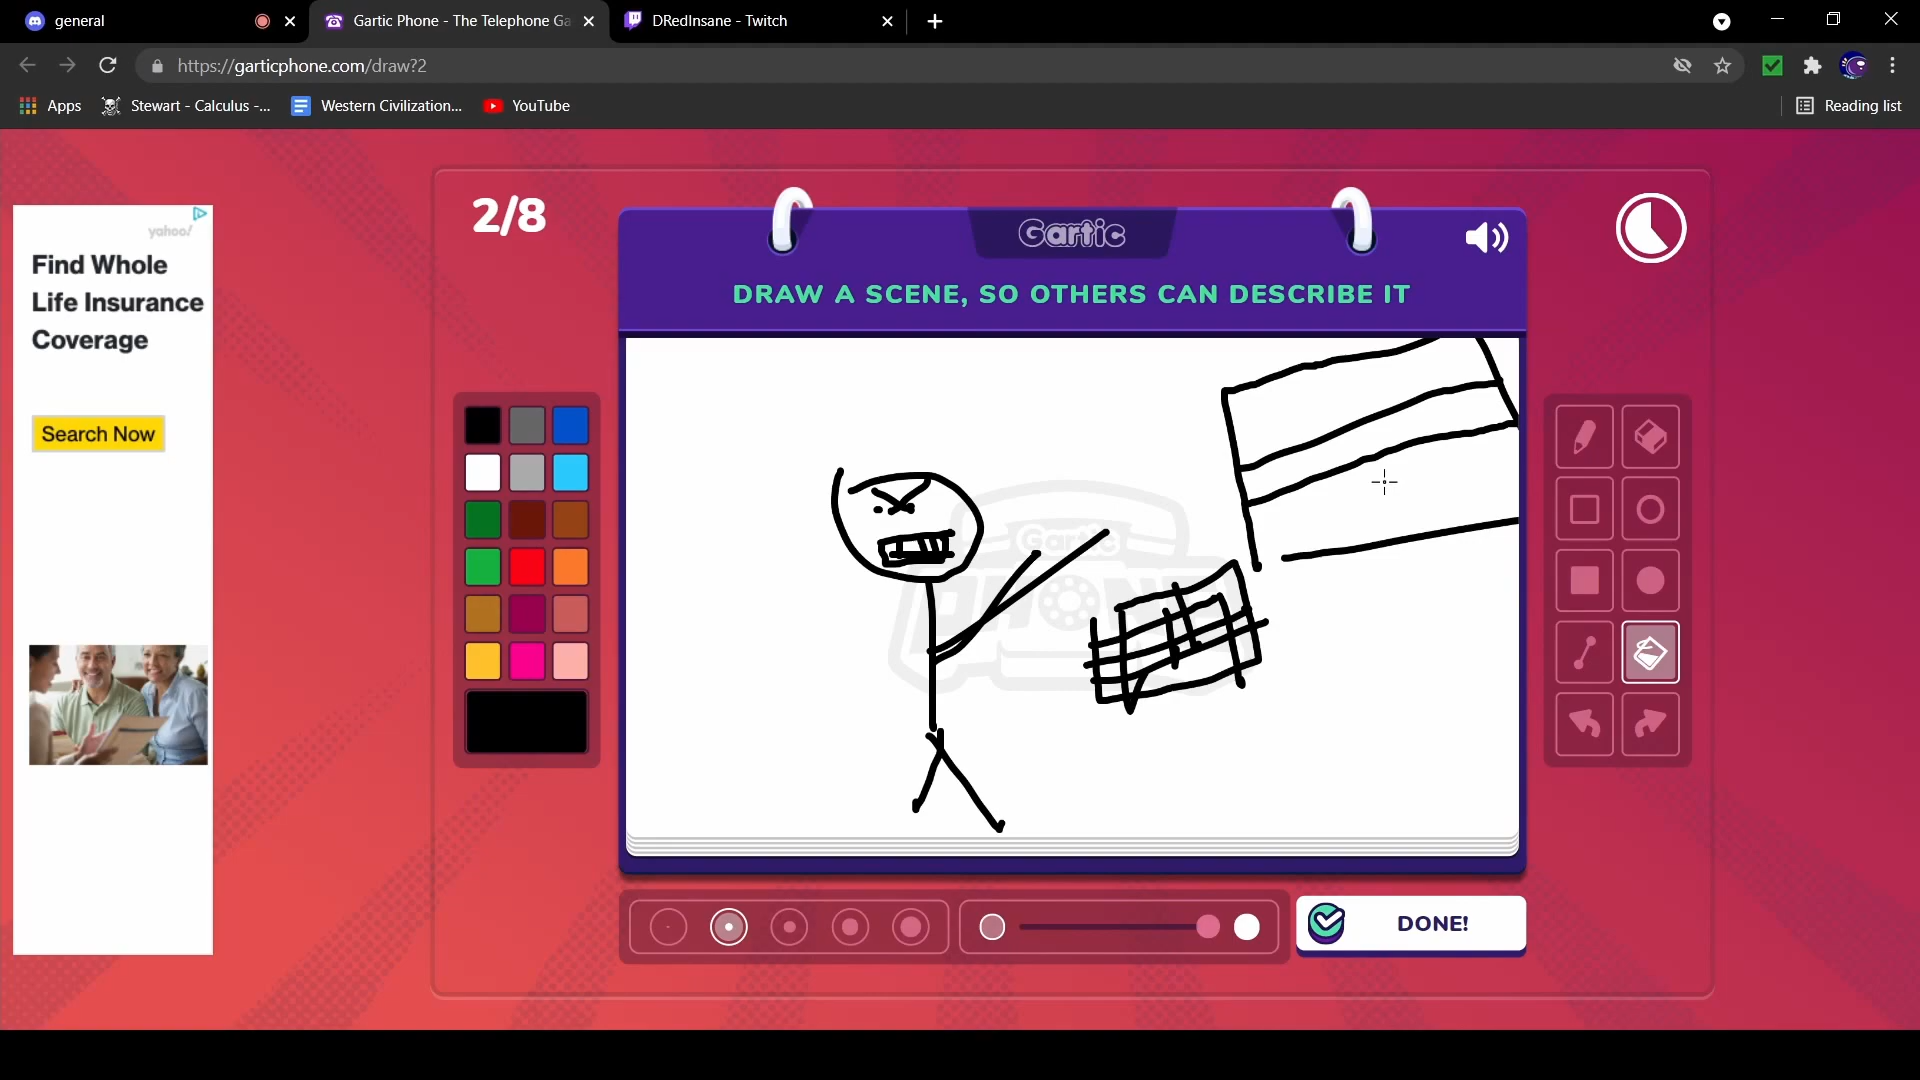 general
Gartic Phone - The Telephone Ga
DRedInsane - Twitch
https://garticphone.com/draw?2
Apps
Stewart - Calculus -...
Western Civilization...
YouTube
Reading list
yahoo!
Find Whole
Life Insurance
Coverage
Search Now
2/8
Gartic
DRAW A SCENE, SO OTHERS CAN DESCRIBE IT
Gartic
PHONE
DONE!